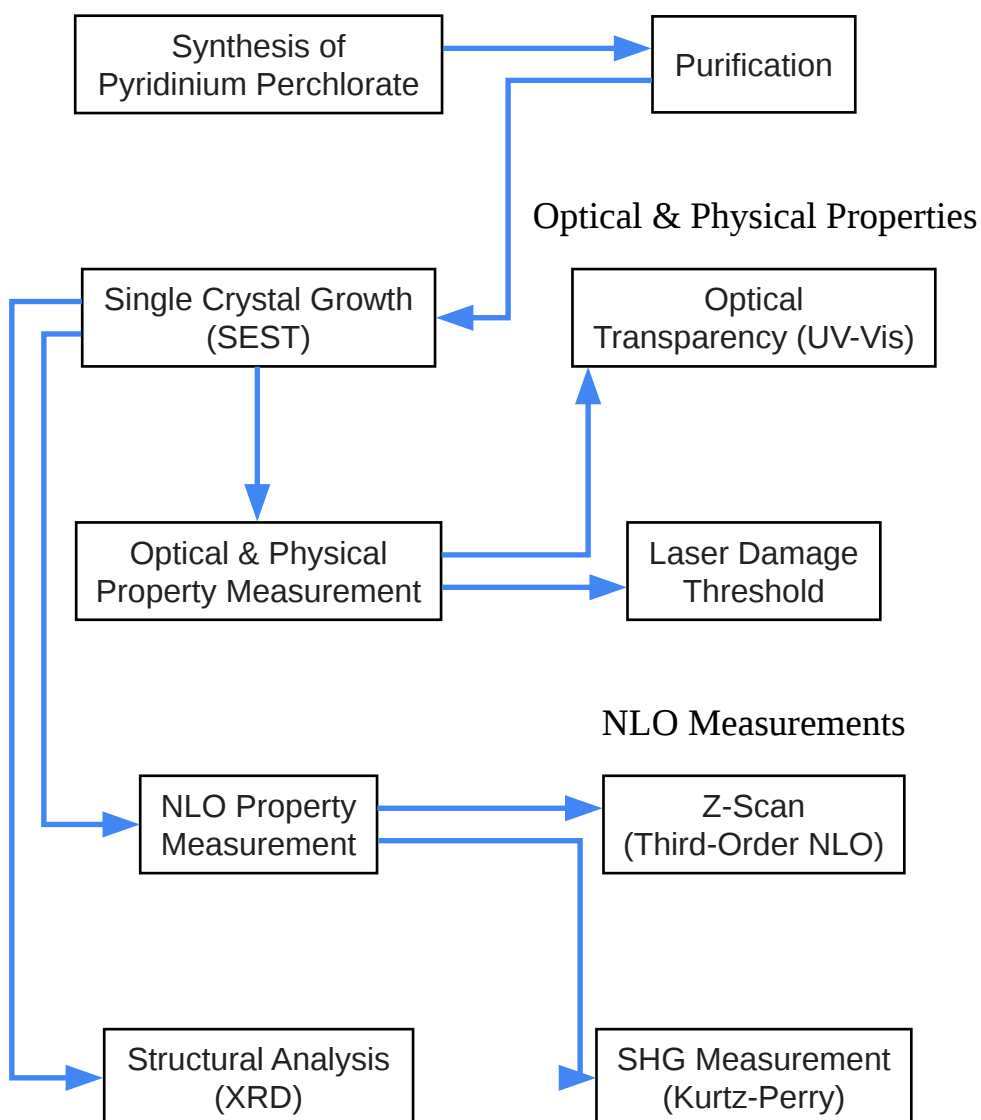 Synthesis of
Pyridinium Perchlorate
Purification
Optical & Physical Properties
Single Crystal Growth
(SEST)
Optical
Transparency (UV-Vis)
Optical & Physical
Property Measurement
Laser Damage
Threshold
NLO Measurements
NLO Property
Measurement
Z-Scan
(Third-Order NLO)
Structural Analysis
(XRD)
SHG Measurement
(Kurtz-Perry)